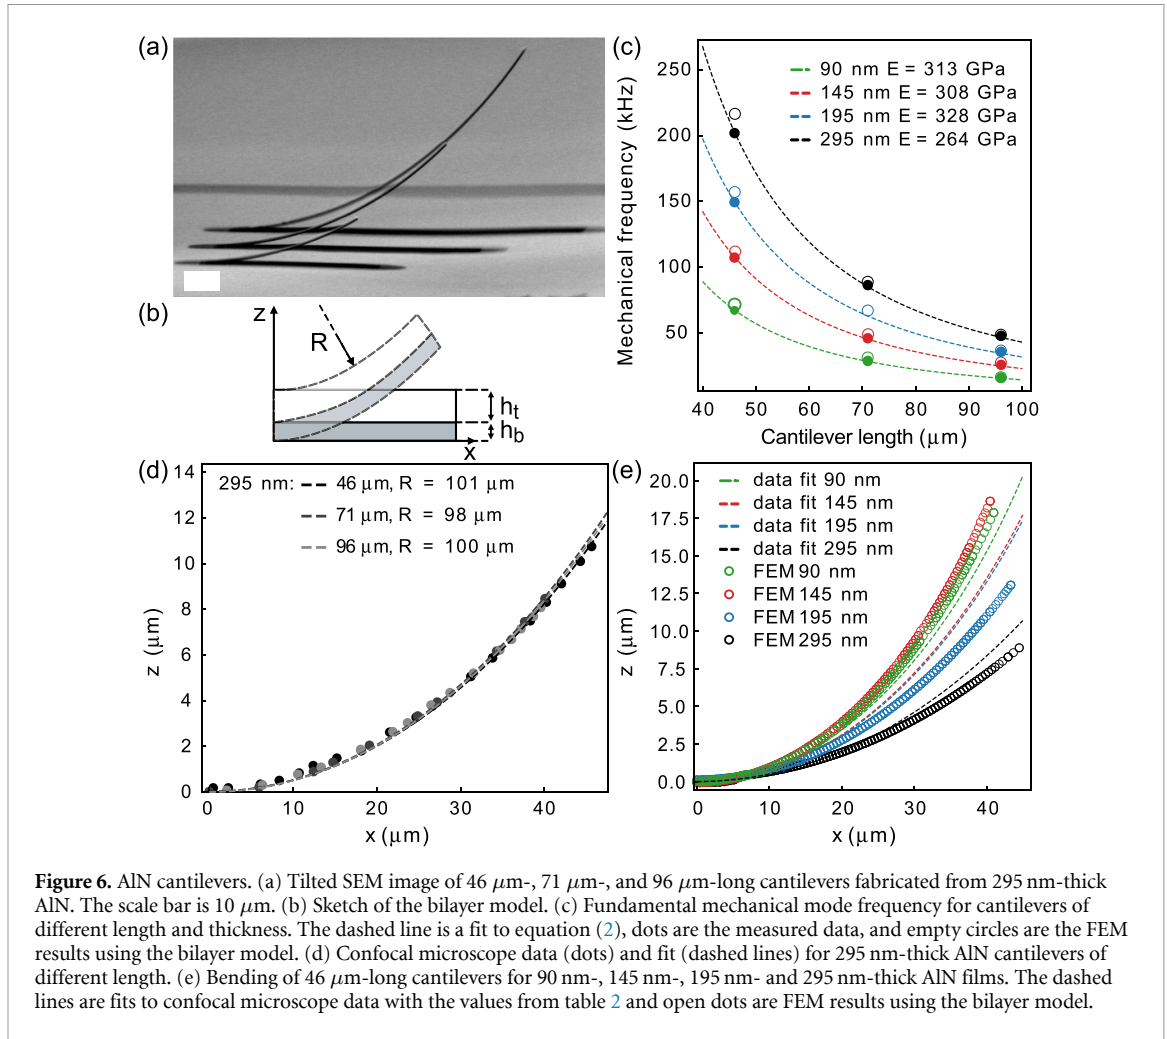 (a)
(b)
z
R
h_t
h_b
x
(c)
Mechanical frequency (kHz)
250
200
150
100
50
90 nm E = 313 GPa
145 nm E = 308 GPa
195 nm E = 328 GPa
295 nm E = 264 GPa
40 50 60 70 80 90 100
Cantilever length (μm)
(d)
z (μm)
14
12
10
8
6
4
2
0
295 nm: 46 μm, R = 101 μm
71 μm, R = 98 μm
96 μm, R = 100 μm
0 10 20 30 40
x (μm)
(e)
z (μm)
20.0
17.5
15.0
12.5
10.0
7.5
5.0
2.5
0.0
data fit 90 nm
data fit 145 nm
data fit 195 nm
data fit 295 nm
FEM 90 nm
FEM 145 nm
FEM 195 nm
FEM 295 nm
0 10 20 30 40
x (μm)
Figure 6. AlN cantilevers. (a) Tilted SEM image of 46 μm-, 71 μm-, and 96 μm-long cantilevers fabricated from 295 nm-thick
AlN. The scale bar is 10 μm. (b) Sketch of the bilayer model. (c) Fundamental mechanical mode frequency for cantilevers of
different length and thickness. The dashed line is a fit to equation (2), dots are the measured data, and empty circles are the FEM
results using the bilayer model. (d) Confocal microscope data (dots) and fit (dashed lines) for 295 nm-thick AlN cantilevers of
different length. (e) Bending of 46 μm-long cantilevers for 90 nm-, 145 nm-, 195 nm- and 295 nm-thick AlN films. The dashed
lines are fits to confocal microscope data with the values from table 2 and open dots are FEM results using the bilayer model.